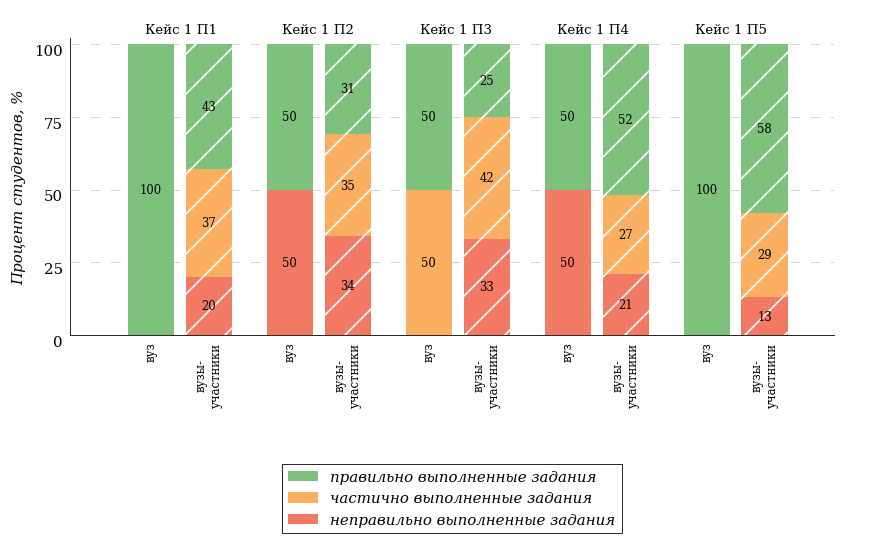 Кейс 1 П1 Кейс 1 П2 Кейс 1 П3 Кейс 1 П4 Кейс 1 П5
Процент студентов, %
100
75
50
25
0
100
43
37
20
50
50
31
35
34
50
50
25
42
33
50
50
52
27
21
100
58
29
13
вуз
вузы-
участники
вуз
вузы-
участники
вуз
вузы-
участники
вуз
вузы-
участники
вуз
вузы-
участники
правильно выполненные задания
частично выполненные задания
неправильно выполненные задания